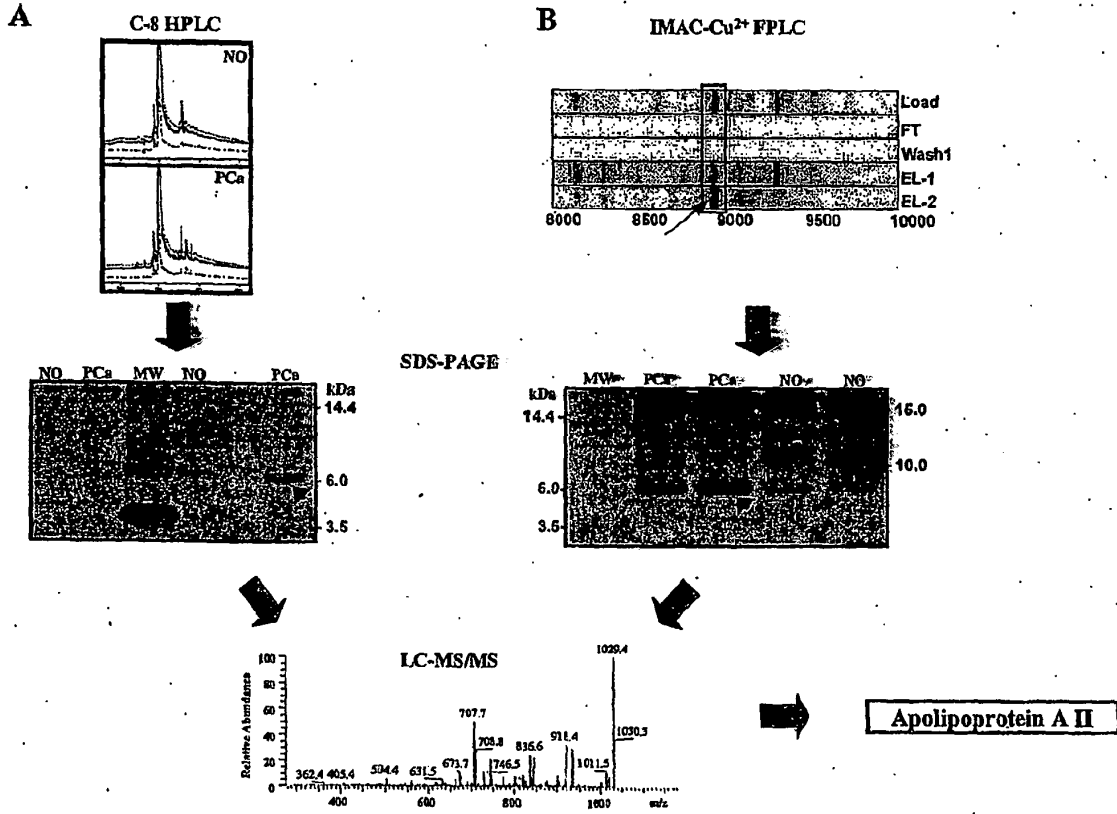 A
C-8 HPLC
NO
PCa
B
IMAC-Cu²⁺ FPLC
Load
FT
Wash1
EL-1
EL-2
8000 8500 9000 9500 10000
SDS-PAGE
NO PCa MW NO PCa
kDa
14.4
6.0
3.5
MW PCa PCa NO NO
kDa
14.4
6.0
3.5
15.0
10.0
LC-MS/MS
Relative Abundance
100
80
60
40
20
0
1029.4
707.7
708.8
1030.3
362.4 405.4 504.4 631.5 673.7 746.5 836.6 1011.5
400 600 800 1000 m/z
Apolipoprotein A II